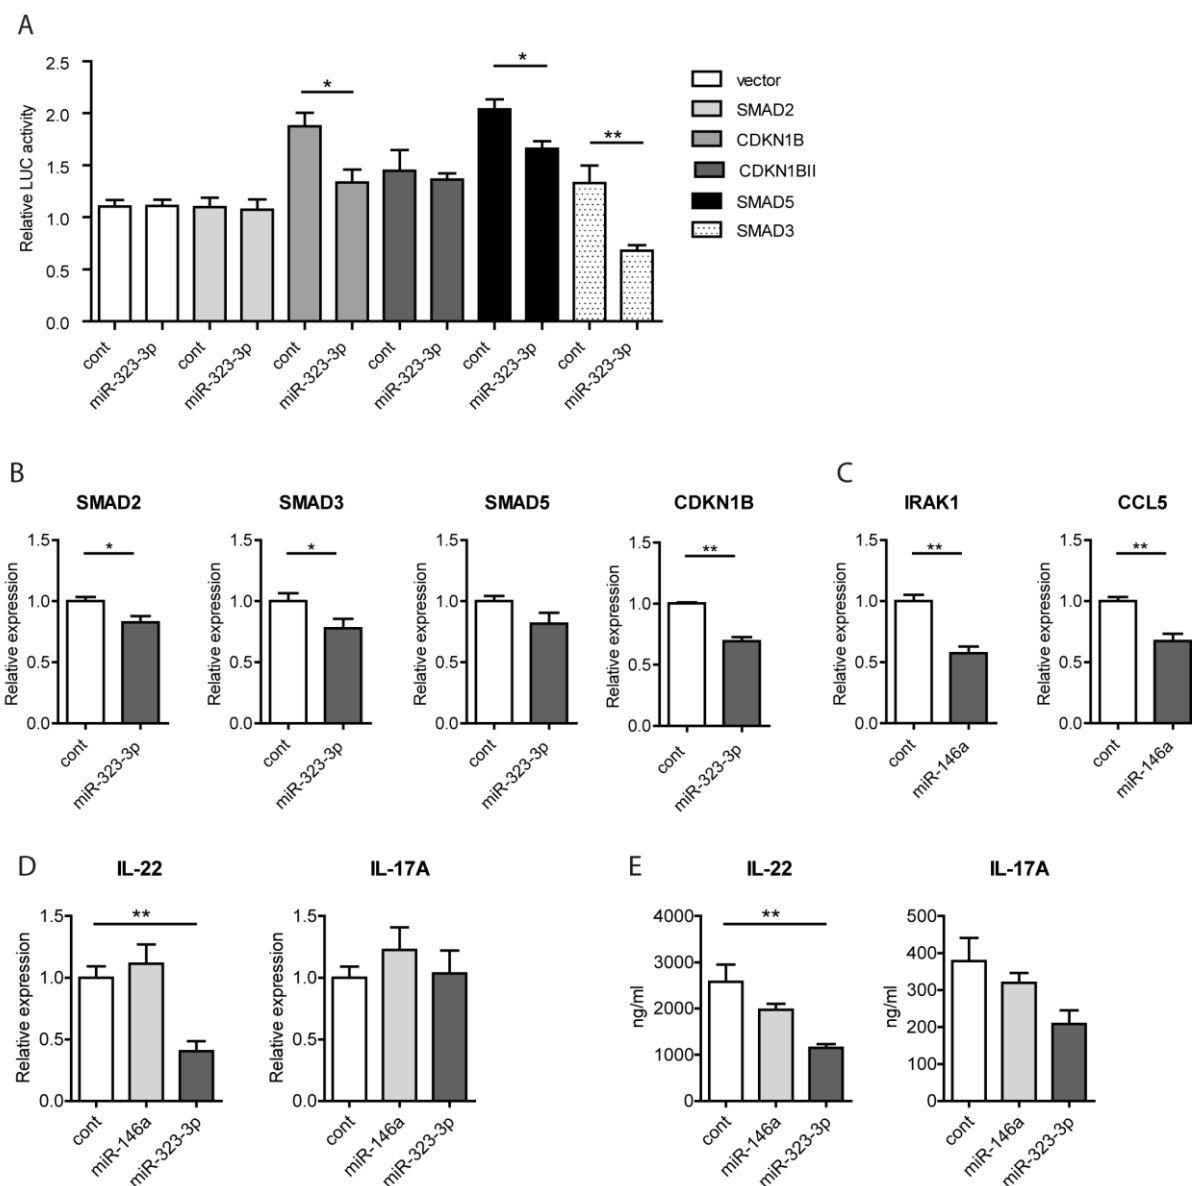 A
Relative LUC activity
2.5
2.0
1.5
1.0
0.5
0.0
*
*
**
cont
miR-323-3p
cont
miR-323-3p
cont
miR-323-3p
cont
miR-323-3p
cont
miR-323-3p
cont
miR-323-3p
vector
SMAD2
CDKN1B
CDKN1BII
SMAD5
SMAD3
B
SMAD2
Relative expression
1.5
1.0
0.5
0.0
*
cont
miR-323-3p
SMAD3
Relative expression
1.5
1.0
0.5
0.0
*
cont
miR-323-3p
SMAD5
Relative expression
1.5
1.0
0.5
0.0
cont
miR-323-3p
CDKN1B
Relative expression
1.5
1.0
0.5
0.0
**
cont
miR-323-3p
C
IRAK1
Relative expression
1.5
1.0
0.5
0.0
**
cont
miR-146a
CCL5
Relative expression
1.5
1.0
0.5
0.0
**
cont
miR-146a
D
IL-22
Relative expression
1.5
1.0
0.5
0.0
**
cont
miR-146a
miR-323-3p
IL-17A
Relative expression
1.5
1.0
0.5
0.0
cont
miR-146a
miR-323-3p
E
IL-22
ng/ml
4000
3000
2000
1000
0
**
cont
miR-146a
miR-323-3p
IL-17A
ng/ml
500
400
300
200
100
0
cont
miR-146a
miR-323-3p